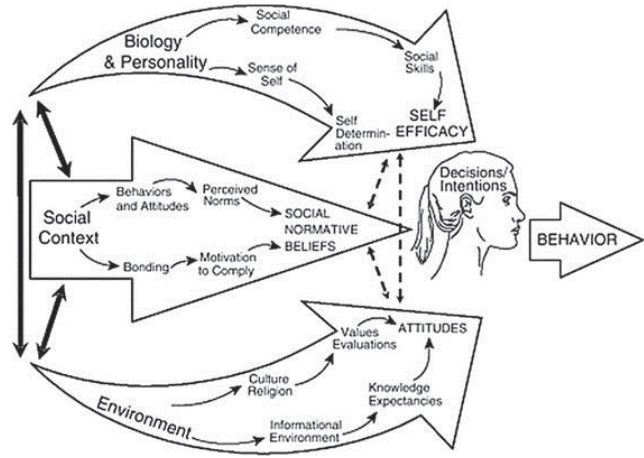 Biology
& Personality
Social
Competence
Sense of
Self
Social
Skills
Self
Determin-
ation
SELF
EFFICACY
Social
Context
Behaviors
and Attitudes
Perceived
Norms
SOCIAL
NORMATIVE
BELIEFS
Bonding
Motivation
to Comply
Decisions/
Intentions
BEHAVIOR
Environment
Culture
Religion
Values
Evaluations
ATTITUDES
Informational
Environment
Knowledge
Expectancies